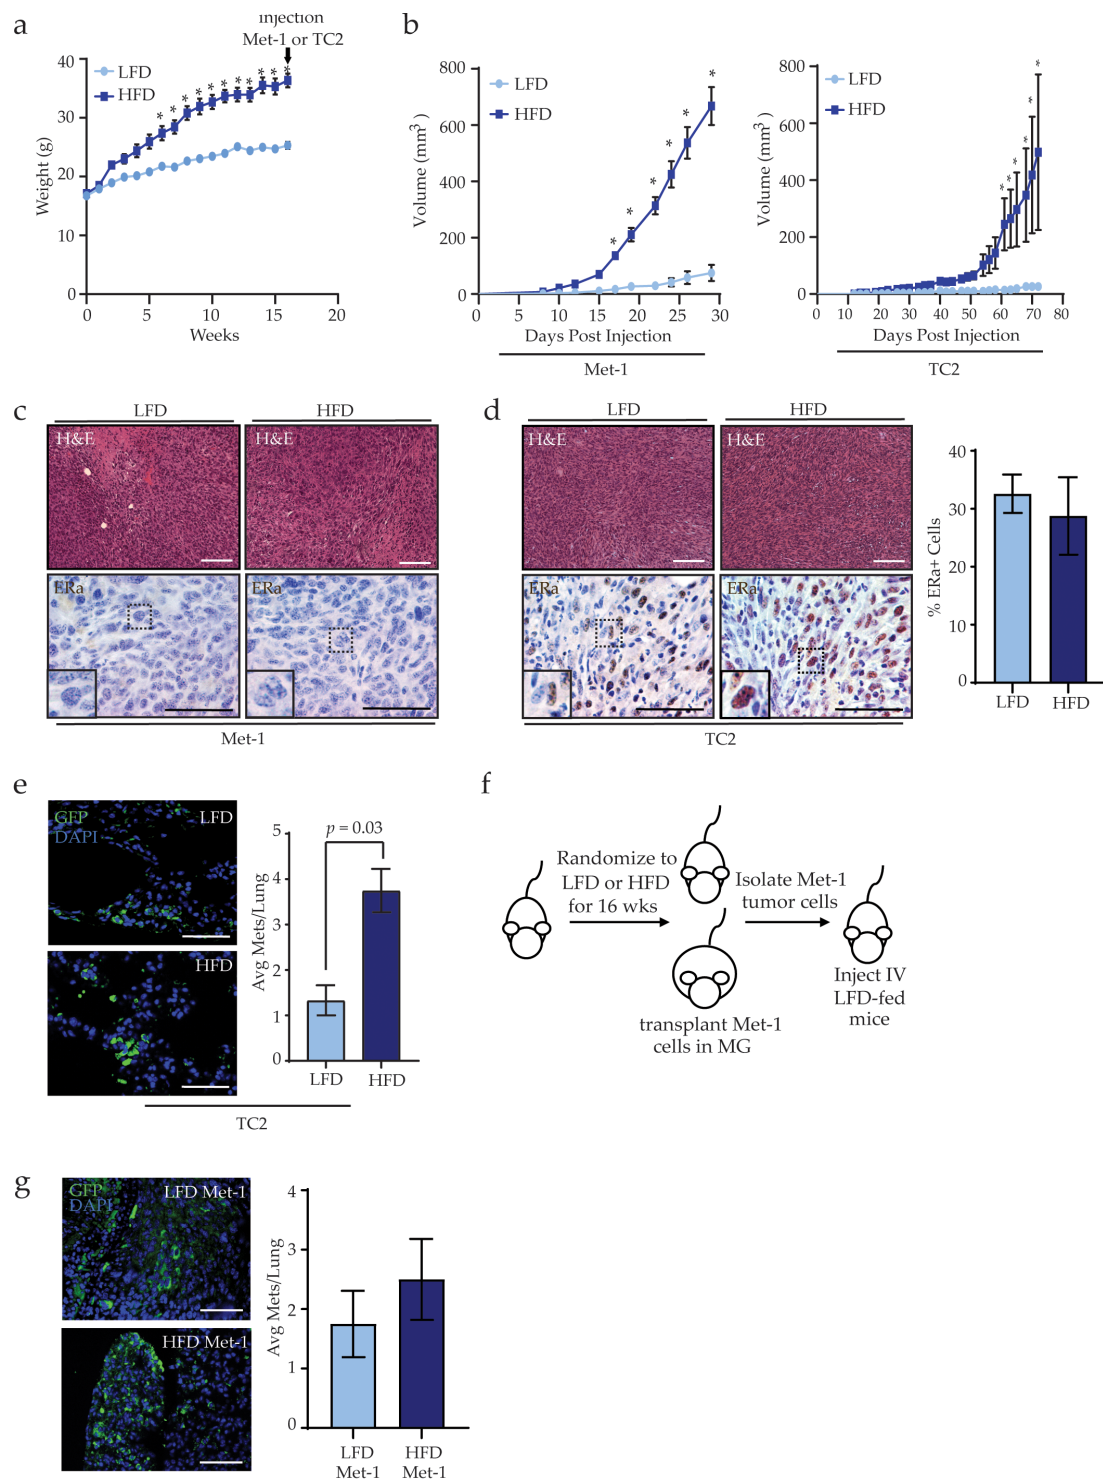 a
injection
Met-1 or TC2
LFD
HFD
Weight (g)
40
30
20
10
0
* * * * * * * * * * *
0 5 10 15 20
Weeks
b
LFD
HFD
Volume (mm3)
800
600
400
200
0
* * * * * * *
0 5 10 15 20 25 30
Days Post Injection
Met-1
LFD
HFD
Volume (mm3)
800
600
400
200
0
* * * * * *
0 10 20 30 40 50 60 70 80
Days Post Injection
TC2
c
LFD HFD
H&E H&E
ERa ERa
Met-1
d
LFD HFD
H&E H&E
ERa ERa
TC2
% ERa+ Cells
40
30
20
10
0
LFD HFD
e
GFP
DAPI
LFD
HFD
TC2
Avg Mets/Lung
5
4
3
2
1
0
p = 0.03
LFD HFD
f
Randomize to
LFD or HFD
for 16 wks
transplant Met-1
cells in MG
Isolate Met-1
tumor cells
Inject IV
LFD-fed
mice
g
GFP
DAPI
LFD Met-1
HFD Met-1
Avg Mets/Lung
4
3
2
1
0
LFD HFD
Met-1 Met-1